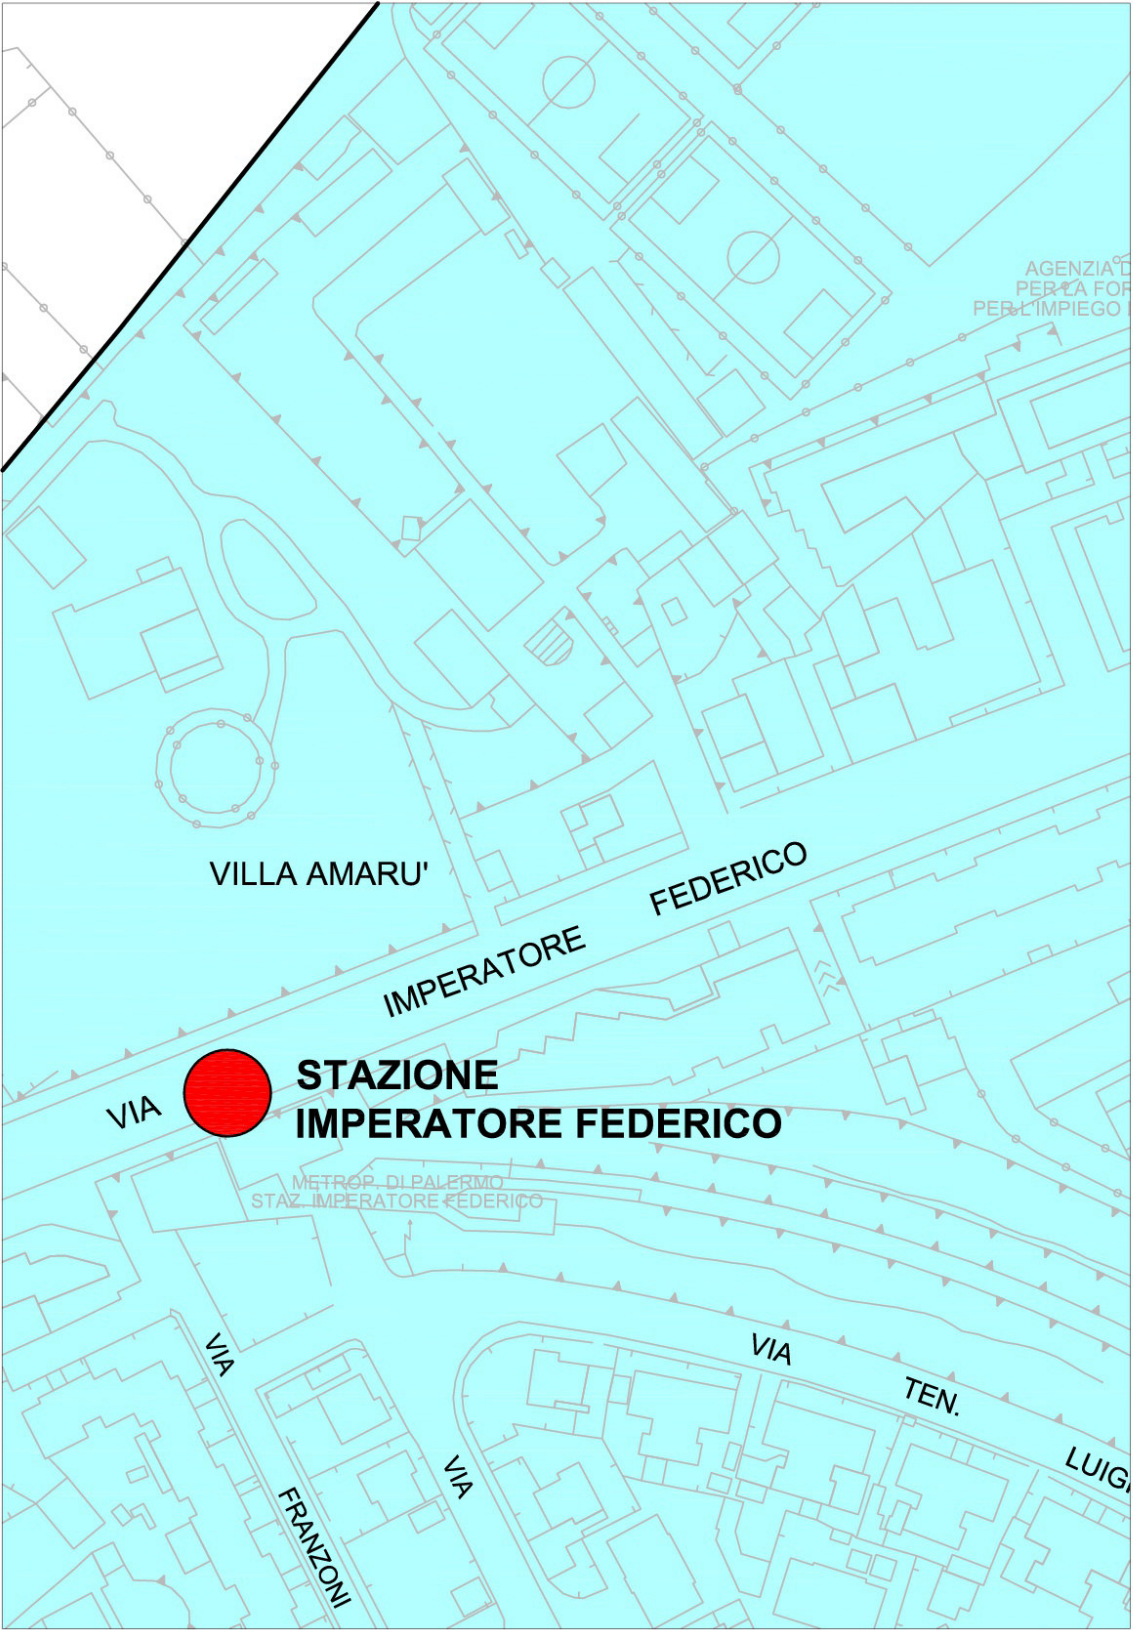 AGENZIA D
PER LA FOR
PER L'IMPIEGO
VILLA AMARU'
VIA IMPERATORE FEDERICO
STAZIONE
IMPERATORE FEDERICO
METROP. DI PALERMO
STAZ. IMPERATORE FEDERICO
VIA FRANZONI
VIA
VIA TEN. LUIGI